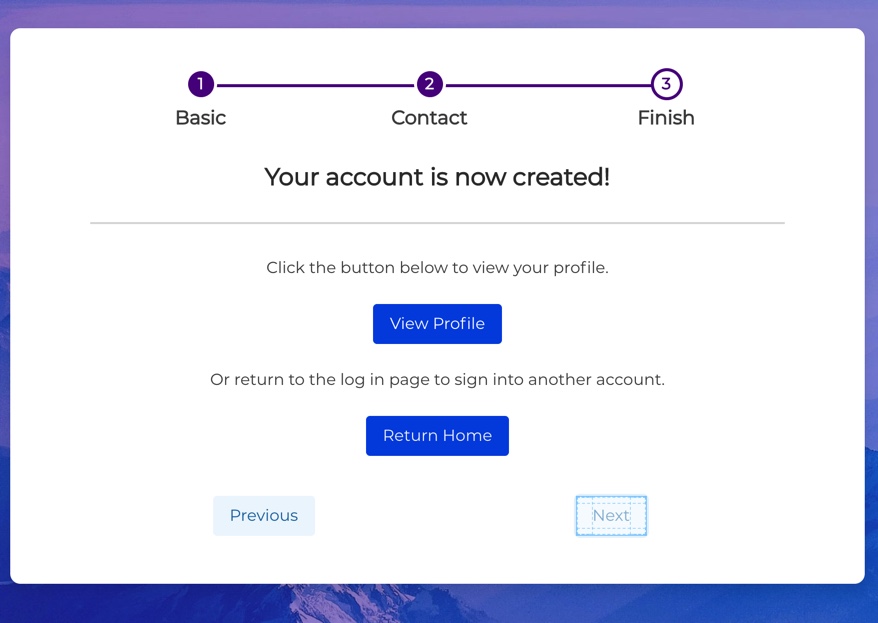 1 2 3
Basic Contact Finish
Your account is now created!
Click the button below to view your profile.
View Profile
Or return to the log in page to sign into another account.
Return Home
Previous Next